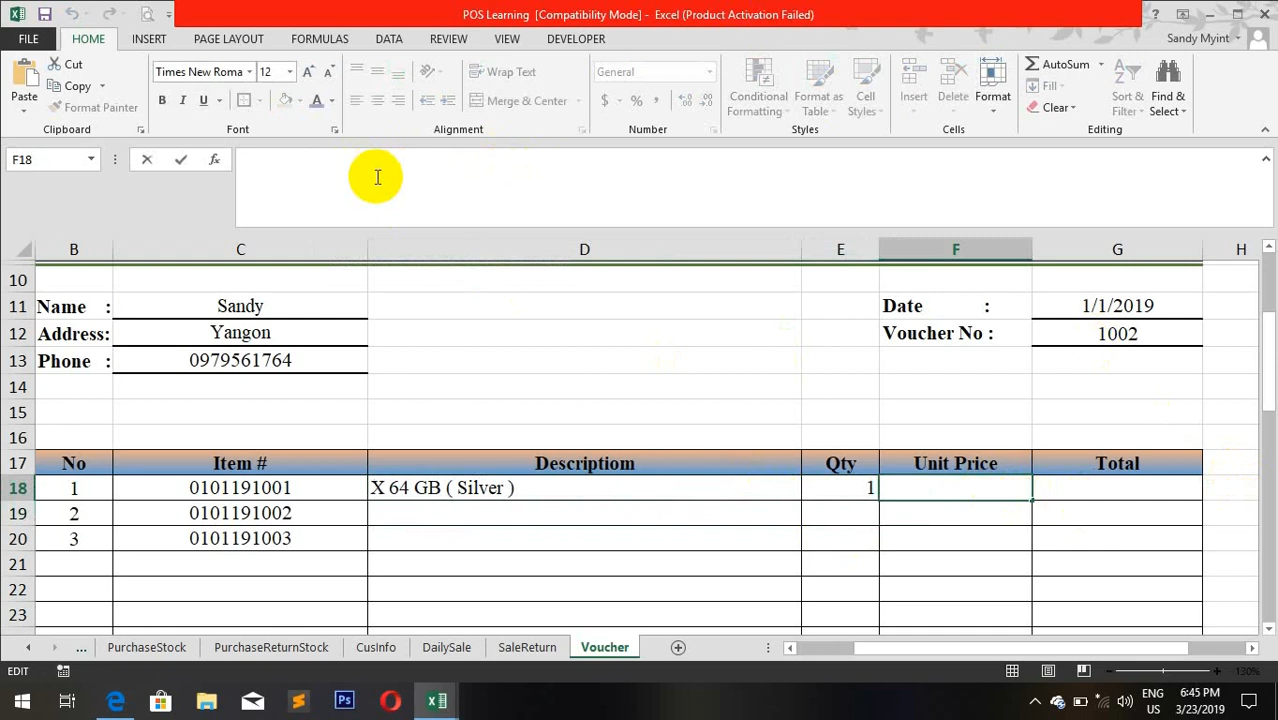 POS Learning [Compatibility Mode] - Excel (Product Activation Failed)
?
FILE
HOME
INSERT
PAGE LAYOUT
FORMULAS
DATA
REVIEW
VIEW
DEVELOPER
Sandy Myint
Paste
Cut
Copy
Format Painter
Clipboard
Times New Roma
12
B I U
Font
Wrap Text
Merge & Center
Alignment
General
$ % ,
Number
Conditional Formatting
Format as Table
Cell Styles
Styles
Insert
Delete
Format
Cells
AutoSum
Fill
Clear
Sort & Filter
Find & Select
Editing
F18
fx
B C D E F G H
10
11 Name : Sandy Date : 1/1/2019
12 Address: Yangon Voucher No : 1002
13 Phone : 0979561764
14
15
16
17 No Item # Descriptiom Qty Unit Price Total
18 1 0101191001 X 64 GB ( Silver ) 1
19 2 0101191002
20 3 0101191003
21
22
23
... PurchaseStock PurchaseReturnStock CusInfo DailySale SaleReturn Voucher
EDIT
130%
Ps
ENG
US
6:45 PM
3/23/2019